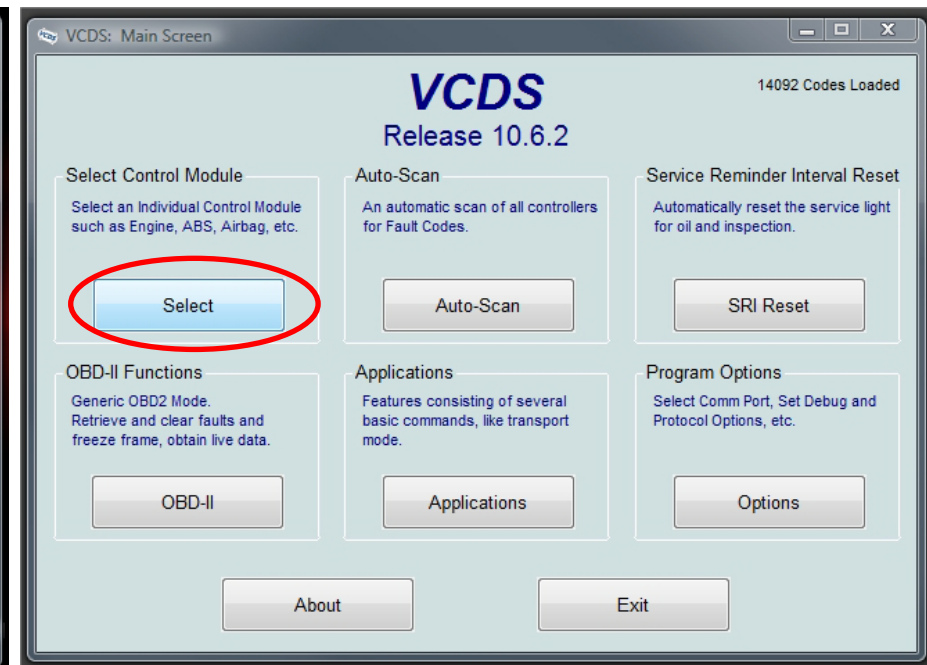 VCDS: Main Screen
VCDS
14092 Codes Loaded
Release 10.6.2
Select Control Module
Select an Individual Control Module
such as Engine, ABS, Airbag, etc.
Select
Auto-Scan
An automatic scan of all controllers
for Fault Codes.
Auto-Scan
Service Reminder Interval Reset
Automatically reset the service light
for oil and inspection.
SRI Reset
OBD-II Functions
Generic OBD2 Mode.
Retrieve and clear faults and
freeze frame, obtain live data.
OBD-II
Applications
Features consisting of several
basic commands, like transport
mode.
Applications
Program Options
Select Comm Port, Set Debug and
Protocol Options, etc.
Options
About
Exit